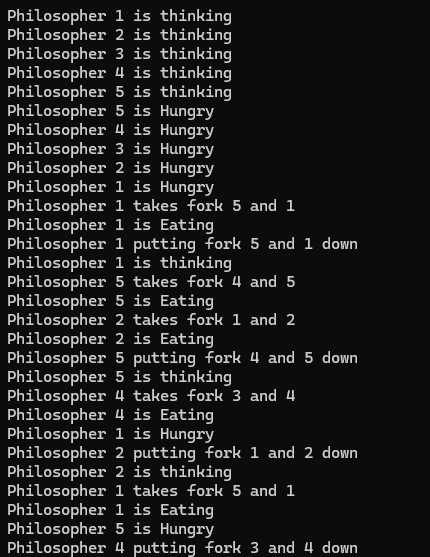 Philosopher 1 is thinking
Philosopher 2 is thinking
Philosopher 3 is thinking
Philosopher 4 is thinking
Philosopher 5 is thinking
Philosopher 5 is Hungry
Philosopher 4 is Hungry
Philosopher 3 is Hungry
Philosopher 2 is Hungry
Philosopher 1 is Hungry
Philosopher 1 takes fork 5 and 1
Philosopher 1 is Eating
Philosopher 1 putting fork 5 and 1 down
Philosopher 1 is thinking
Philosopher 5 takes fork 4 and 5
Philosopher 5 is Eating
Philosopher 2 takes fork 1 and 2
Philosopher 2 is Eating
Philosopher 5 putting fork 4 and 5 down
Philosopher 5 is thinking
Philosopher 4 takes fork 3 and 4
Philosopher 4 is Eating
Philosopher 1 is Hungry
Philosopher 2 putting fork 1 and 2 down
Philosopher 2 is thinking
Philosopher 1 takes fork 5 and 1
Philosopher 1 is Eating
Philosopher 5 is Hungry
Philosopher 4 putting fork 3 and 4 down